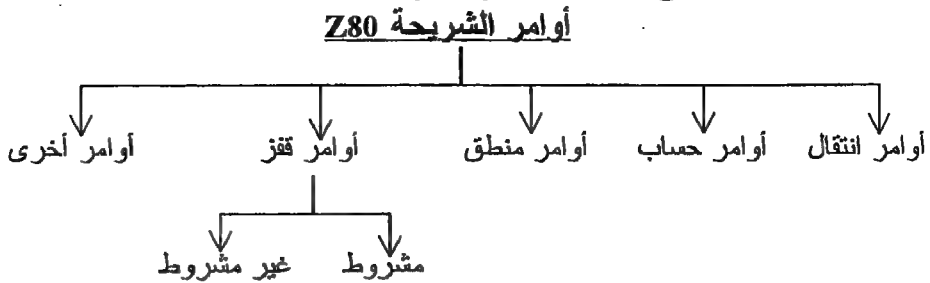 أوامر الشريحة Z80
أوامر انتقال أوامر حساب أوامر منطق أوامر قفز أوامر أخرى
مشروط غير مشروط